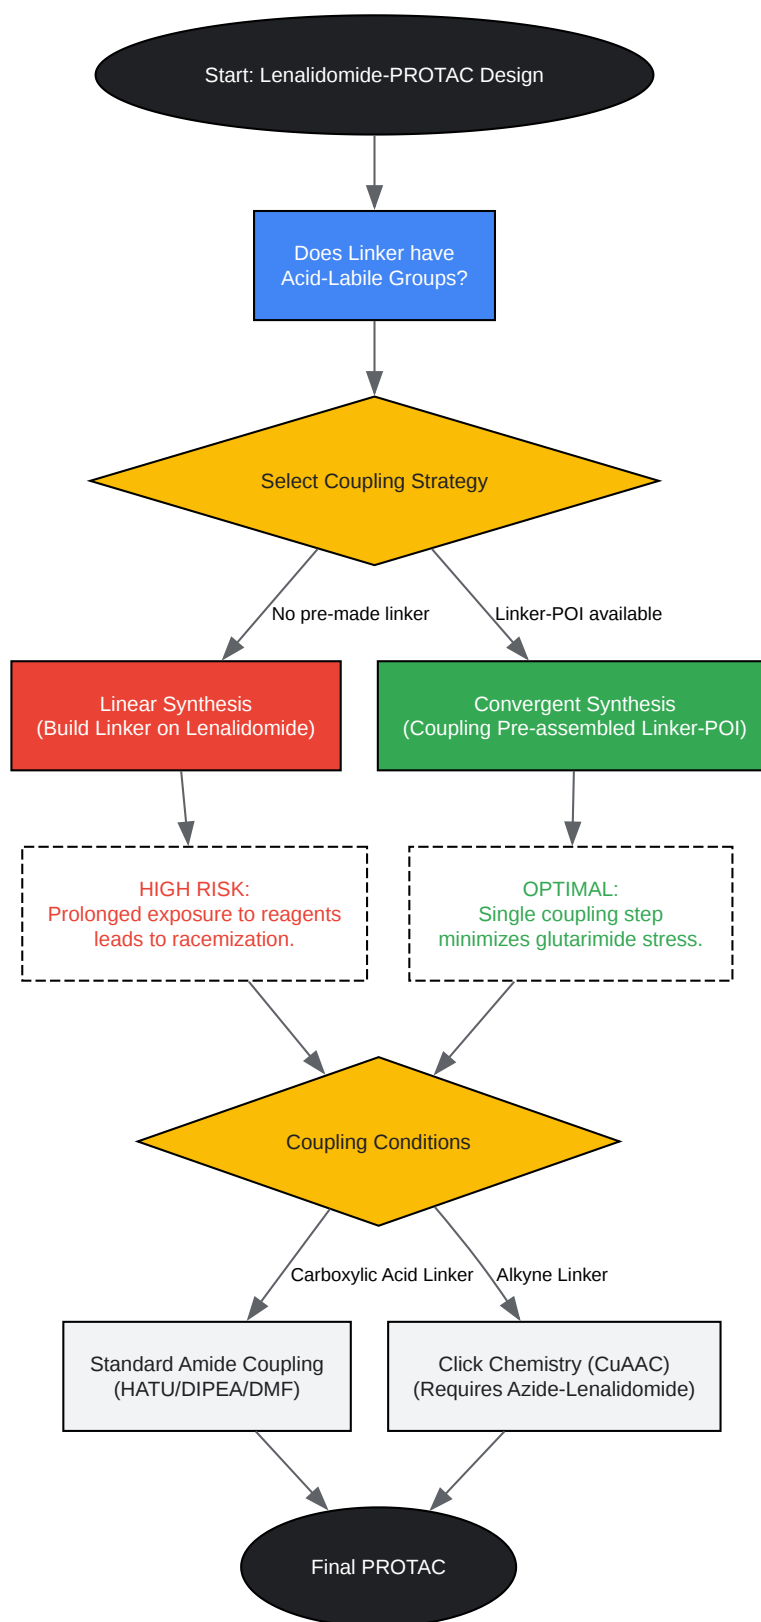 Start: Lenalidomide-PROTAC Design
Does Linker have
Acid-Labile Groups?
Select Coupling Strategy
No pre-made linker
Linker-POI available
Linear Synthesis
(Build Linker on Lenalidomide)
Convergent Synthesis
(Coupling Pre-assembled Linker-POI)
HIGH RISK:
Prolonged exposure to reagents
leads to racemization.
OPTIMAL:
Single coupling step
minimizes glutarimide stress.
Coupling Conditions
Carboxylic Acid Linker
Alkyne Linker
Standard Amide Coupling
(HATU/DIPEA/DMF)
Click Chemistry (CuAAC)
(Requires Azide-Lenalidomide)
Final PROTAC